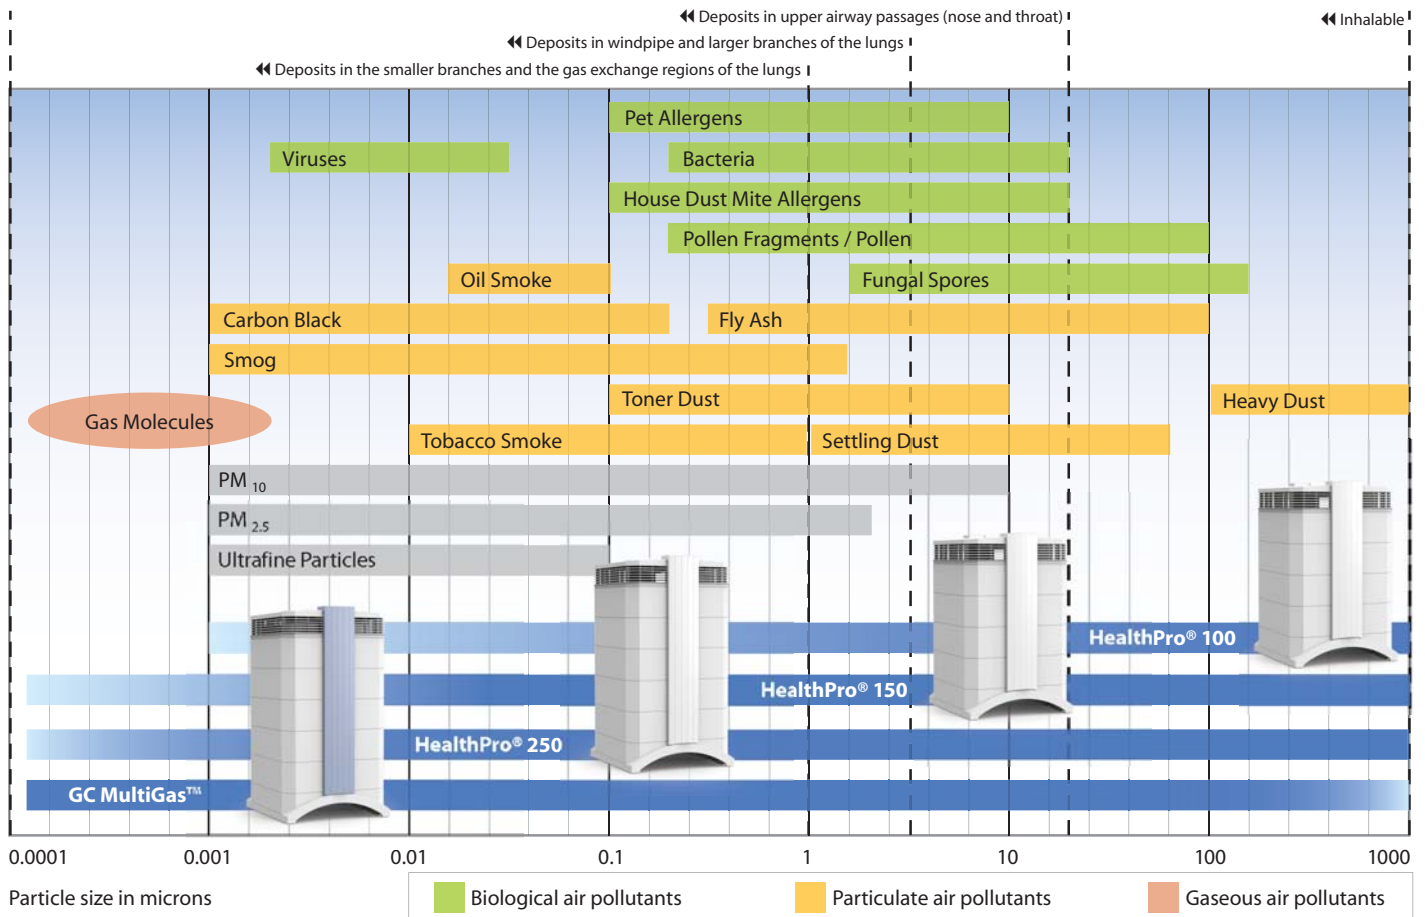 ◄◄ Deposits in upper airway passages (nose and throat)
◄◄ Inhalable
◄◄ Deposits in windpipe and larger branches of the lungs
◄◄ Deposits in the smaller branches and the gas exchange regions of the lungs
Pet Allergens
Viruses
Bacteria
House Dust Mite Allergens
Pollen Fragments / Pollen
Oil Smoke
Fungal Spores
Carbon Black
Fly Ash
Smog
Toner Dust
Heavy Dust
Gas Molecules
Tobacco Smoke
Settling Dust
PM 10
PM 2.5
Ultrafine Particles
HealthPro® 100
HealthPro® 150
HealthPro® 250
GC MultiGas™
0.0001 0.001 0.01 0.1 1 10 100 1000
Particle size in microns
Biological air pollutants
Particulate air pollutants
Gaseous air pollutants